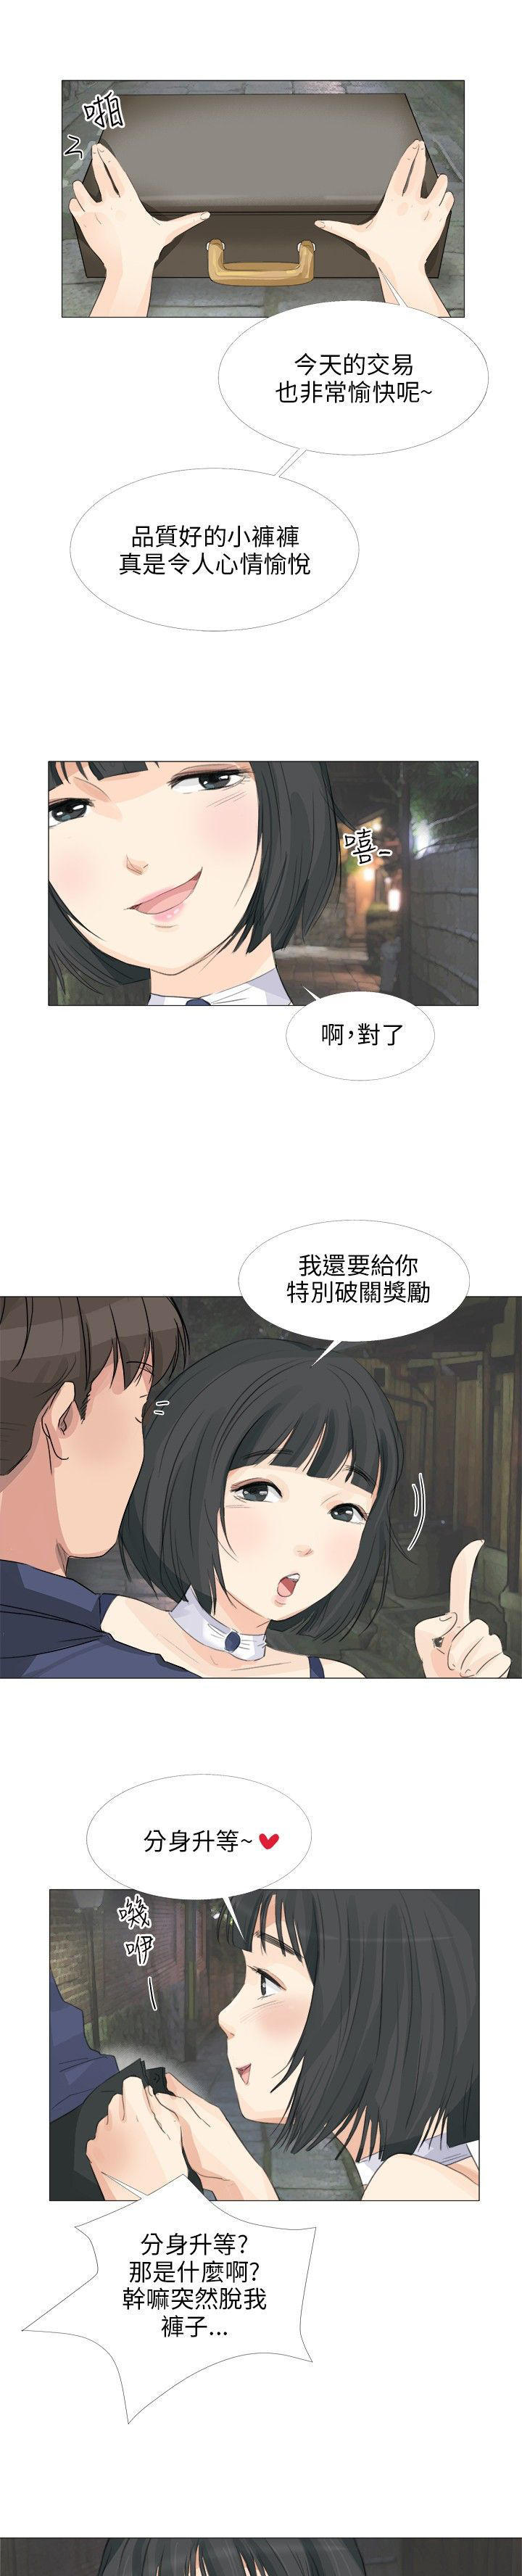 啪
今天的交易
也非常愉快呢~
品質好的小褲褲
真是令人心情愉悅
嘻~
啊,對了
我還要給你
特別破關獎勵
分身升等~
嘰
咿
分身升等?
那是什麼啊?
幹嘛突然脫我
褲子...